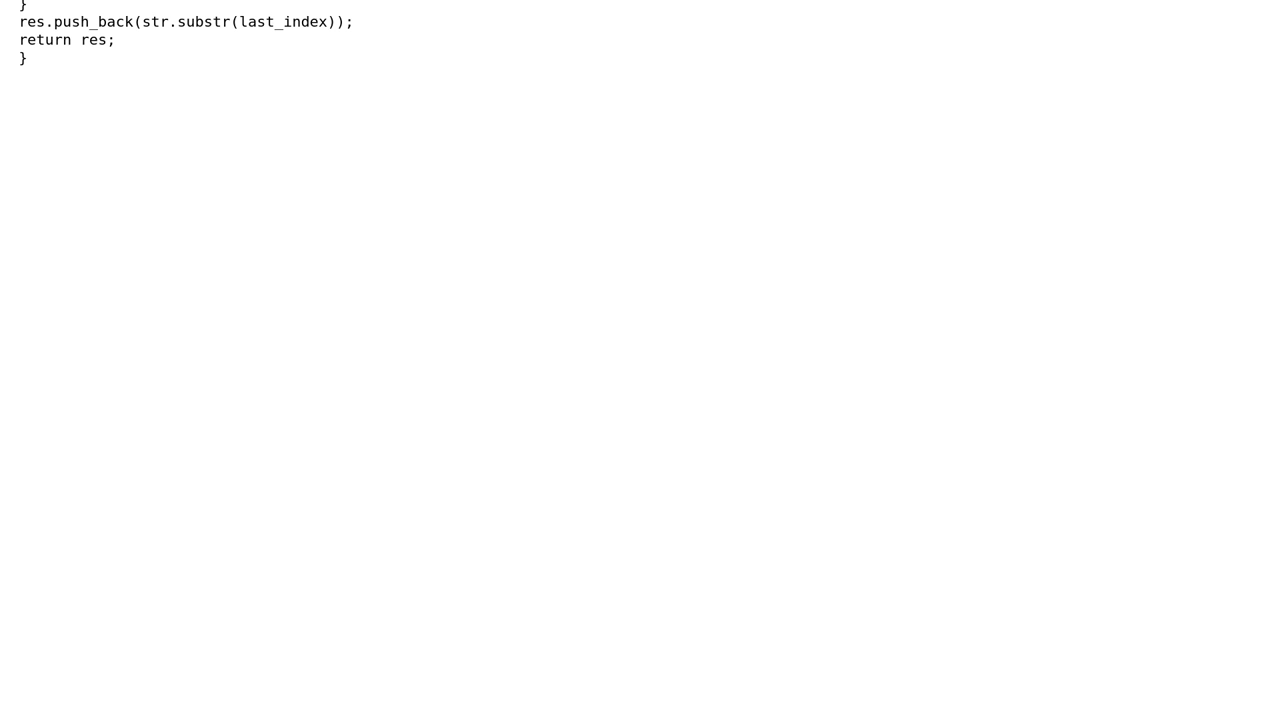 }
res.push_back(str.substr(last_index));
return res;
}